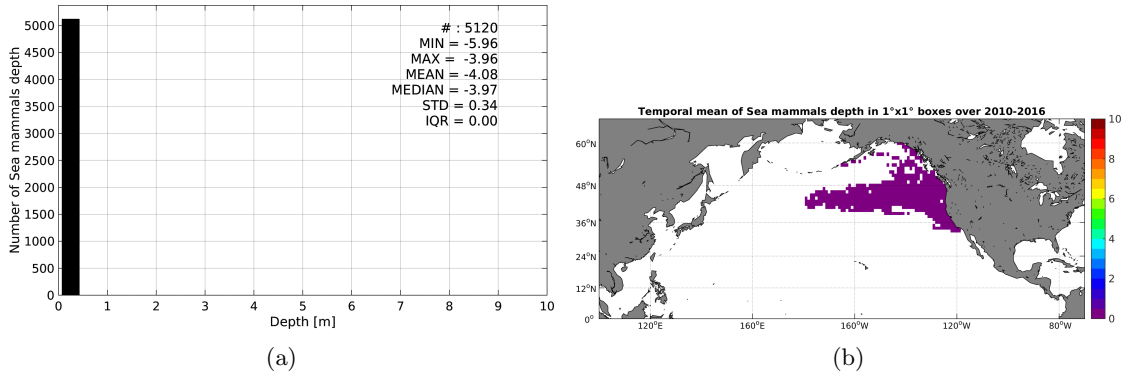 5000
4500
4000
3500
3000
2500
2000
1500
1000
500
0
Number of Sea mammals depth
# : 5120
MIN = -5.96
MAX = -3.96
MEAN = -4.08
MEDIAN = -3.97
STD = 0.34
IQR = 0.00
0 1 2 3 4 5 6 7 8 9 10
Depth [m]
(a)
Temporal mean of Sea mammals depth in 1°x1° boxes over 2010-2016
60°N
48°N
36°N
24°N
12°N
0°
120°E 160°E 160°W 120°W 80°W
10
8
6
4
2
0
(b)